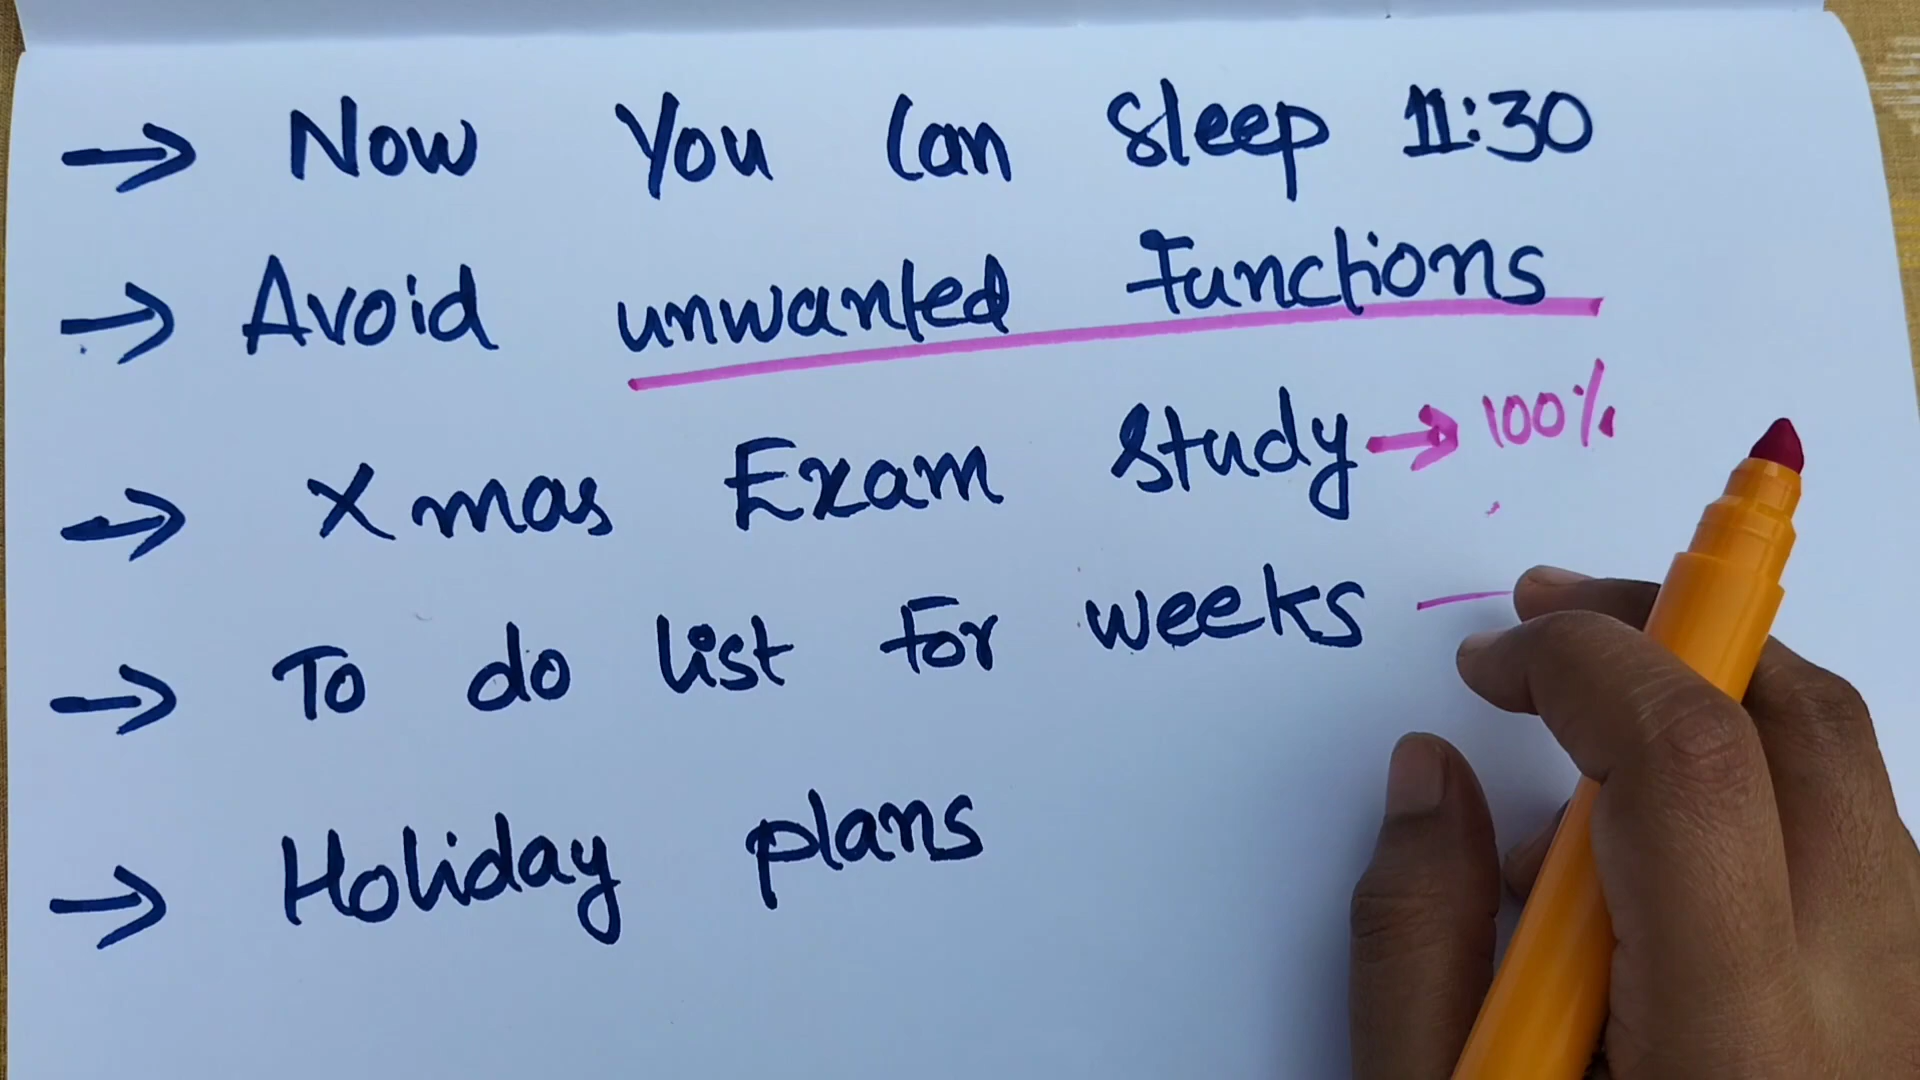 → Now You Can Sleep 11:30
→ Avoid unwanted Functions
→ Xmas Exam Study → 100%
→ To do list For weeks
→ Holiday plans